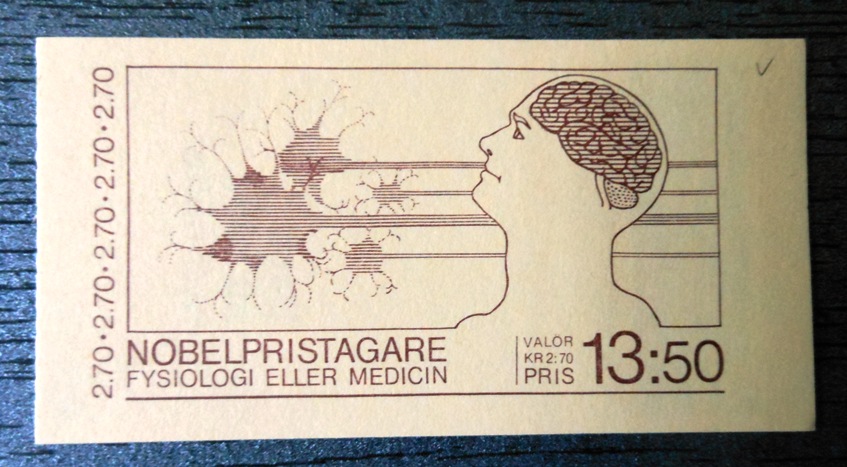 2.70•2.70•2.70•2.70•2.70
NOBELPRISTAGARE
FYSIOLOGI ELLER MEDICIN
VALÖR
KR 2:70
PRIS 13:50